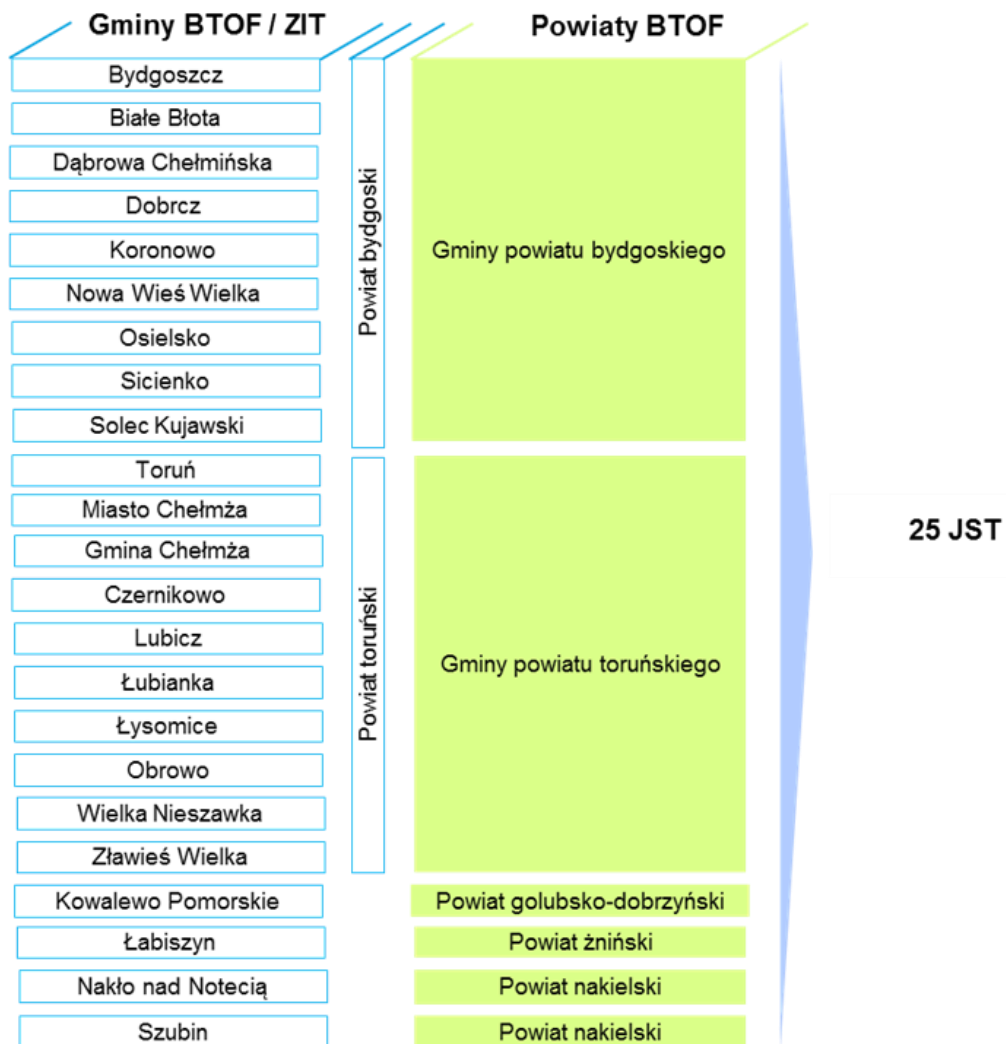 Gminy BTOF / ZIT
Powiaty BTOF
Bydgoszcz
Białe Błota
Dąbrowa Chełmińska
Dobrcz
Koronowo
Nowa Wieś Wielka
Osielsko
Sicienko
Solec Kujawski
Powiat bydgoski
Gminy powiatu bydgoskiego
Toruń
Miasto Chełmża
Gmina Chełmża
Czernikowo
Lubicz
Łubianka
Łysomice
Obrowo
Wielka Nieszawka
Zławieś Wielka
Powiat toruński
Gminy powiatu toruńskiego
Kowalewo Pomorskie
Powiat golubsko-dobrzyński
Łabiszyn
Powiat żniński
Nakło nad Notecią
Powiat nakielski
Szubin
Powiat nakielski
25 JST